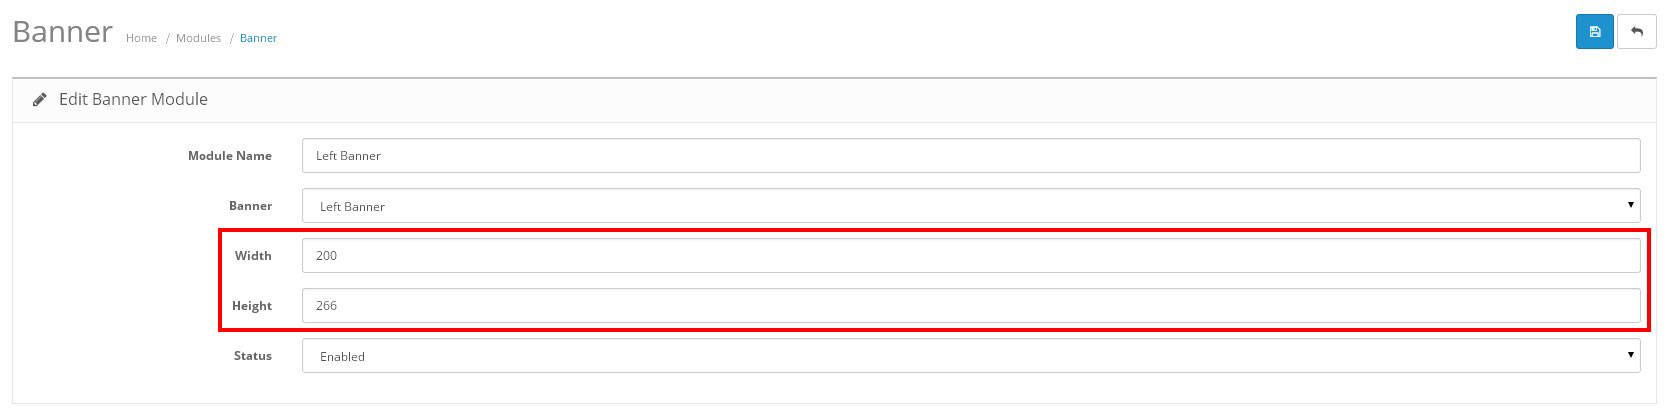 Banner Home / Modules / Banner
Edit Banner Module
Module Name Left Banner
Banner Left Banner
Width 200
Height 266
Status Enabled